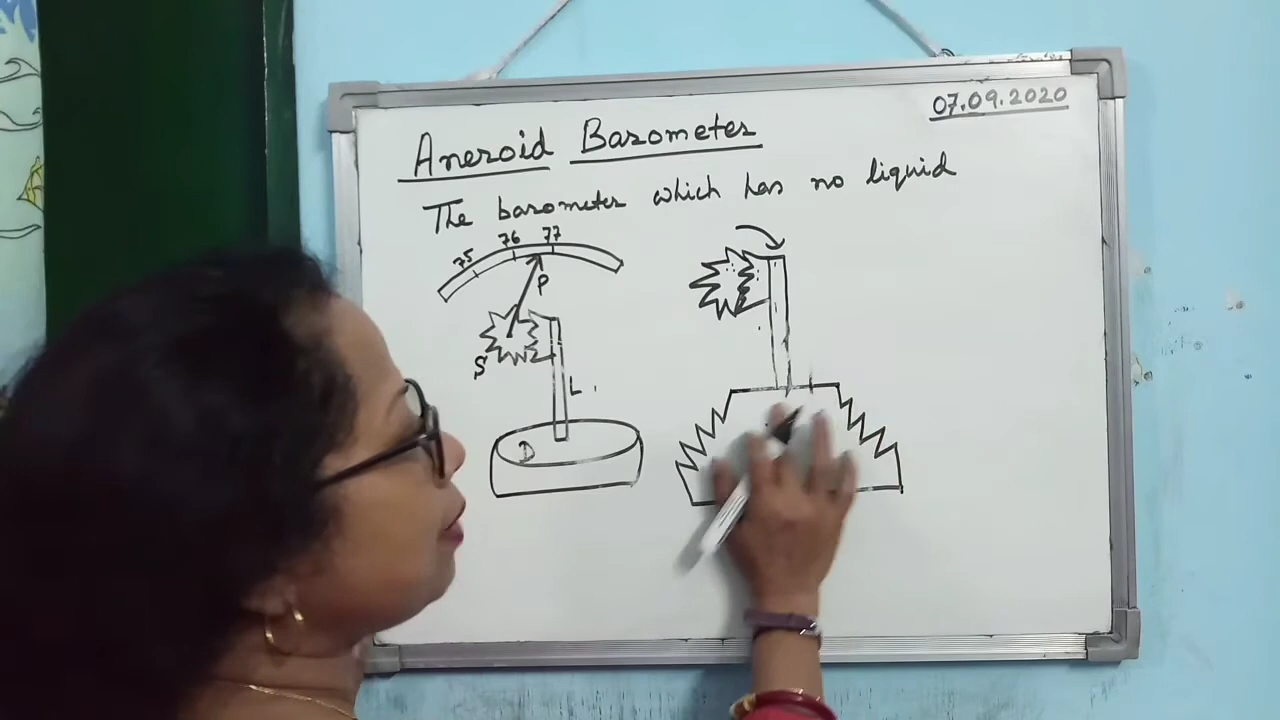 07.09.2020
Aneroid Barometer
The barometer which has no liquid
75 76 77
P
S
L
D